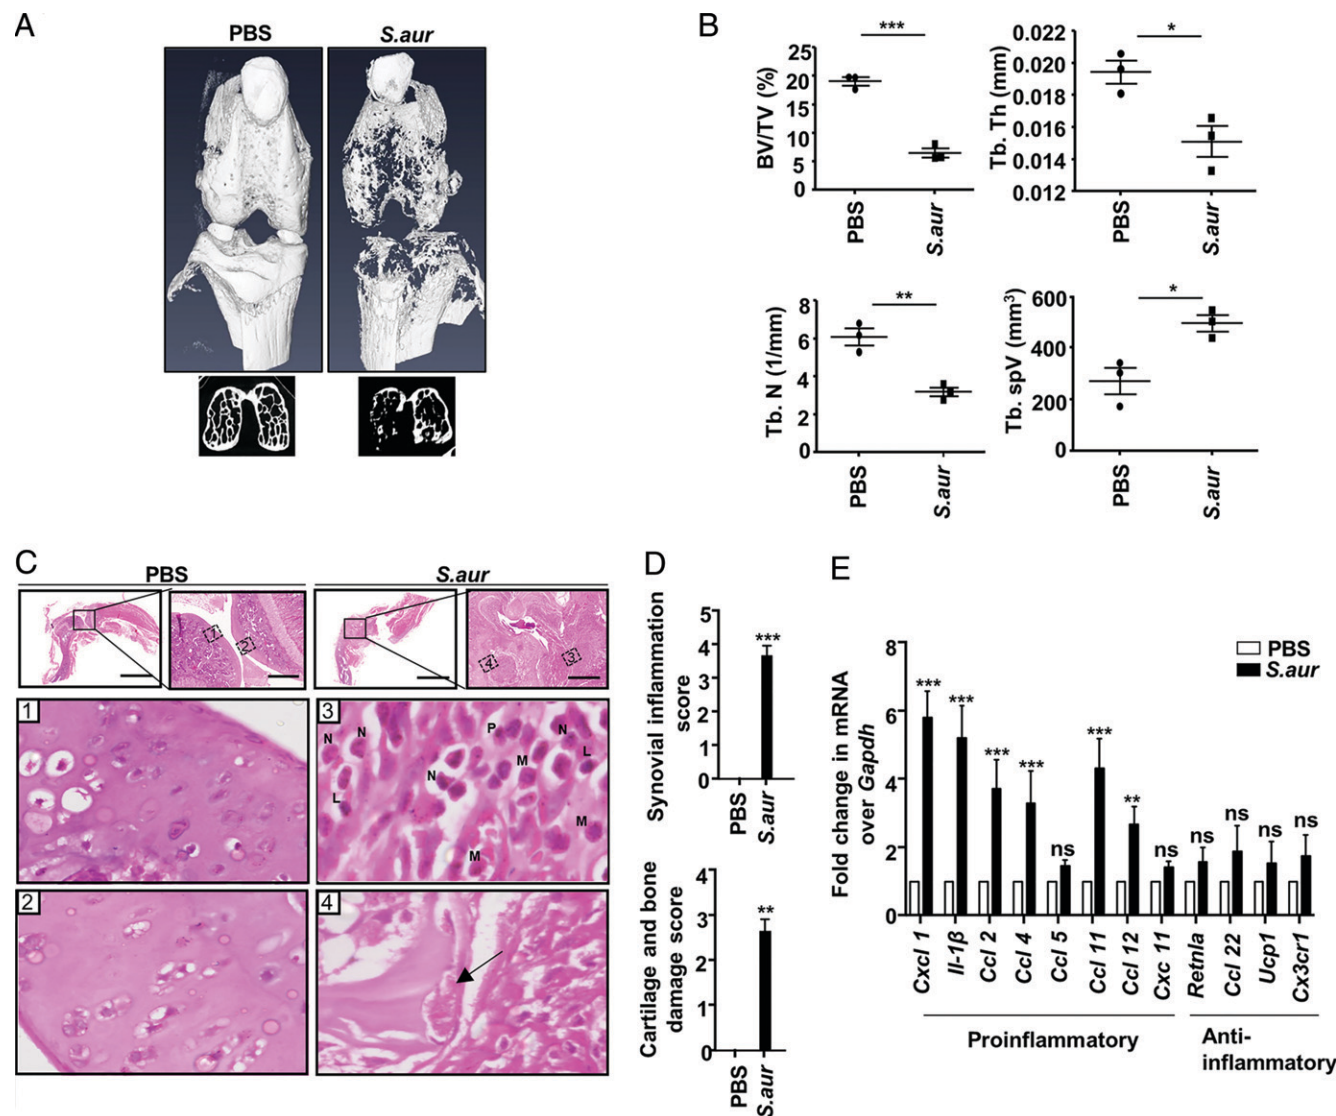 A
PBS
S.aur
B
***
25
20
15
10
5
0
BV/TV (%)
PBS
S.aur
*
0.022
0.020
0.018
0.016
0.014
0.012
Tb. Th (mm)
PBS
S.aur
**
8
6
4
2
0
Tb. N (1/mm)
PBS
S.aur
*
600
400
200
0
Tb. spV (mm³)
PBS
S.aur
C
PBS
S.aur
1
2
4
3
1
3
N
N
P
N
L
N
M
L
M
M
2
4
D
Synovial inflammation
score
5
4
3
2
1
0
***
PBS
S.aur
Cartilage and bone
damage score
4
3
2
1
0
**
PBS
S.aur
E
PBS
S.aur
Fold change in mRNA
over Gapdh
8
6
4
2
0
***
***
***
***
ns
***
**
ns
ns
ns
ns
ns
Cxcl 1
Il-1β
Ccl 2
Ccl 4
Ccl 5
Ccl 11
Ccl 12
Cxc 11
Retnla
Ccl 22
Ucp1
Cx3cr1
Proinflammatory
Anti-
inflammatory